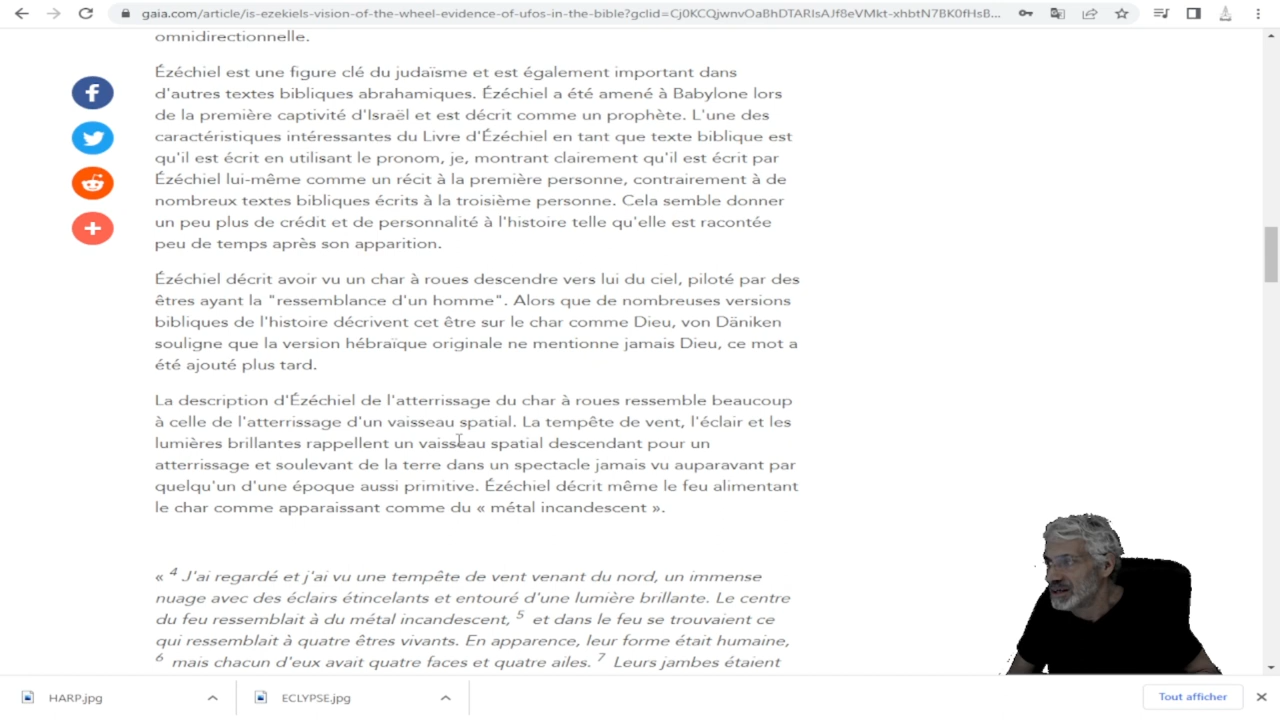 gaia.com/article/is-ezekiels-vision-of-the-wheel-evidence-of-ufos-in-the-bible?gclid=Cj0KCQjwnvOaBhDTARIsAJf8eVMkt-xhbtN7BK0fHsB...
omnidirectionnelle.
Ézéchiel est une figure clé du judaïsme et est également important dans
d'autres textes bibliques abrahamiques. Ézéchiel a été amené à Babylone lors
de la première captivité d'Israël et est décrit comme un prophète. L'une des
caractéristiques intéressantes du Livre d'Ézéchiel en tant que texte biblique est
qu'il est écrit en utilisant le pronom, je, montrant clairement qu'il est écrit par
Ézéchiel lui-même comme un récit à la première personne, contrairement à de
nombreux textes bibliques écrits à la troisième personne. Cela semble donner
un peu plus de crédit et de personnalité à l'histoire telle qu'elle est racontée
peu de temps après son apparition.
Ézéchiel décrit avoir vu un char à roues descendre vers lui du ciel, piloté par des
êtres ayant la "ressemblance d'un homme". Alors que de nombreuses versions
bibliques de l'histoire décrivent cet être sur le char comme Dieu, von Däniken
souligne que la version hébraïque originale ne mentionne jamais Dieu, ce mot a
été ajouté plus tard.
La description d'Ézéchiel de l'atterrissage du char à roues ressemble beaucoup
à celle de l'atterrissage d'un vaisseau spatial. La tempête de vent, l'éclair et les
lumières brillantes rappellent un vaisseau spatial descendant pour un
atterrissage et soulevant de la terre dans un spectacle jamais vu auparavant par
quelqu'un d'une époque aussi primitive. Ézéchiel décrit même le feu alimentant
le char comme apparaissant comme du « métal incandescent ».
« 4 J'ai regardé et j'ai vu une tempête de vent venant du nord, un immense
nuage avec des éclairs étincelants et entouré d'une lumière brillante. Le centre
du feu ressemblait à du métal incandescent, 5 et dans le feu se trouvaient ce
qui ressemblait à quatre êtres vivants. En apparence, leur forme était humaine,
6 mais chacun d'eux avait quatre faces et quatre ailes. 7 Leurs jambes étaient
HARP.jpg
ECLYPSE.jpg
Tout afficher